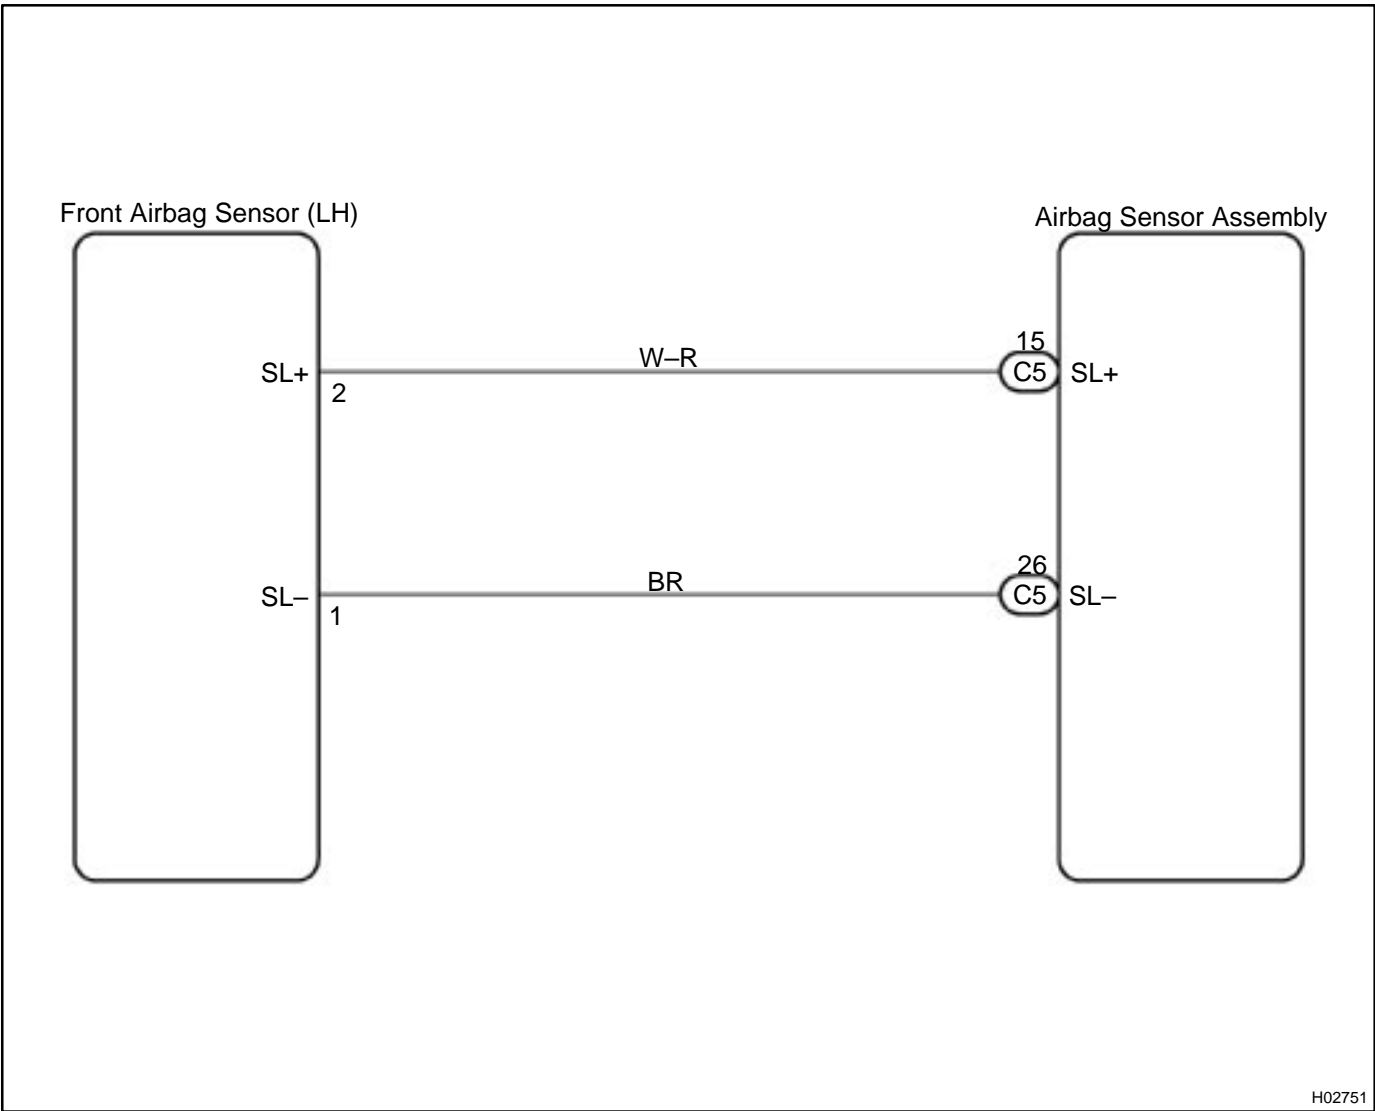 Front Airbag Sensor (LH)
Airbag Sensor Assembly
SL+
2
W–R
15
C5
SL+
SL–
1
BR
26
C5
SL–
H02751